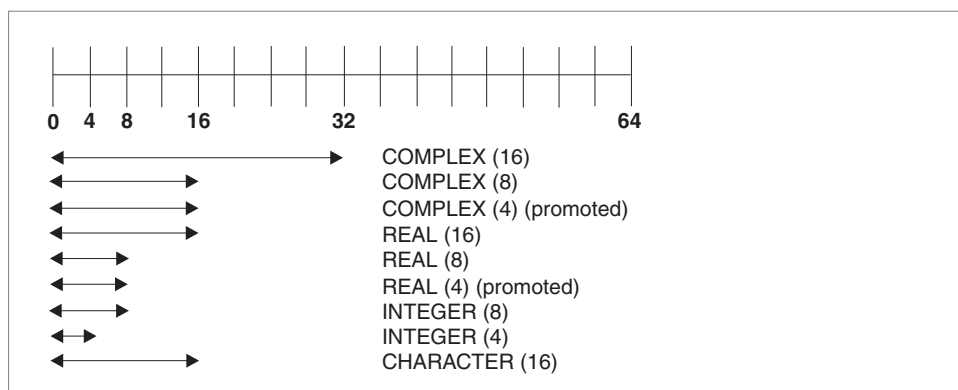 0 4 8 16 32 64
COMPLEX (16)
COMPLEX (8)
COMPLEX (4) (promoted)
REAL (16)
REAL (8)
REAL (4) (promoted)
INTEGER (8)
INTEGER (4)
CHARACTER (16)